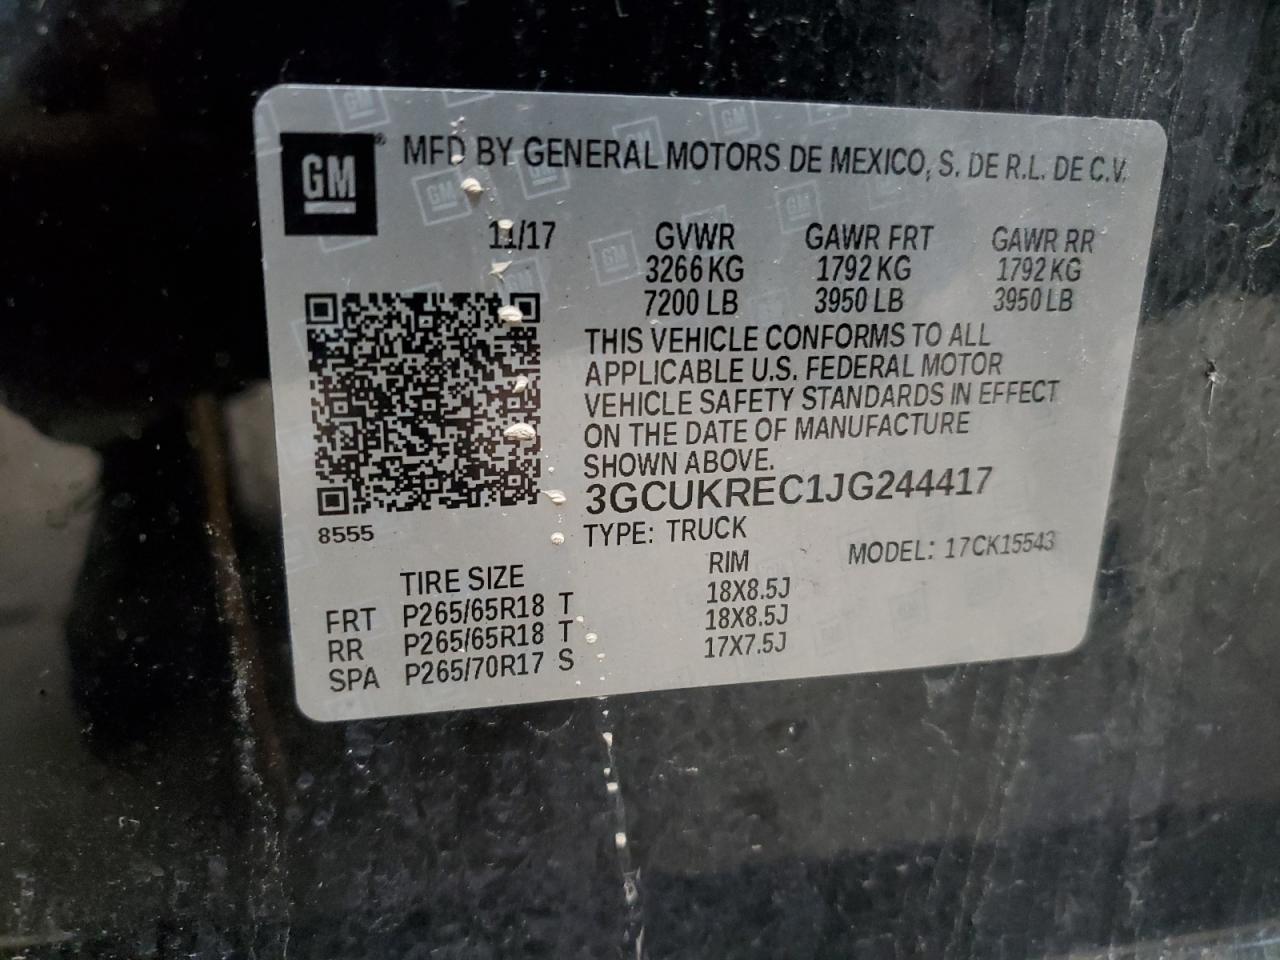 GM® MFD BY GENERAL MOTORS DE MEXICO, S. DE R.L. DE C.V.
11/17 GVWR GAWR FRT GAWR RR
3266 KG 1792 KG 1792 KG
7200 LB 3950 LB 3950 LB
THIS VEHICLE CONFORMS TO ALL
APPLICABLE U.S. FEDERAL MOTOR
VEHICLE SAFETY STANDARDS IN EFFECT
ON THE DATE OF MANUFACTURE
SHOWN ABOVE.
3GCUKREC1JG244417
8555
TYPE: TRUCK MODEL: 17CK15543
TIRE SIZE RIM
FRT P265/65R18 T 18X8.5J
RR P265/65R18 T 18X8.5J
SPA P265/70R17 S 17X7.5J